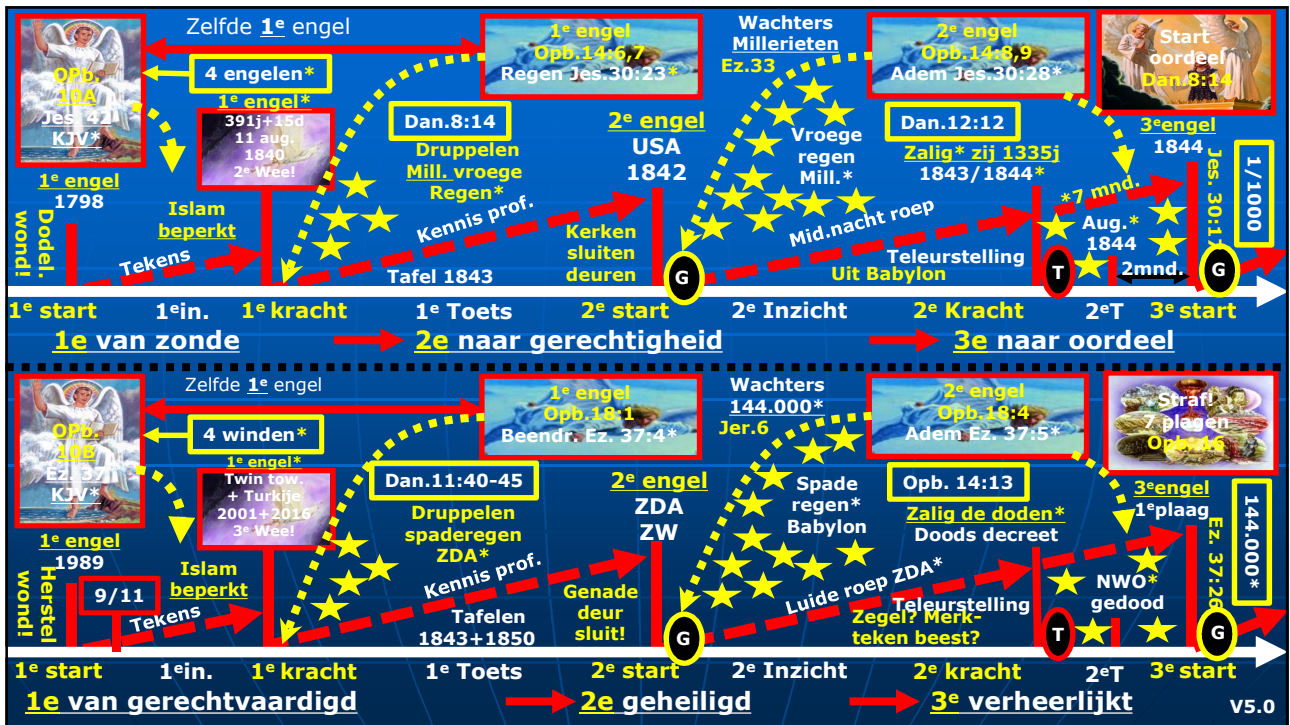 Zelfde 1e engel
OPb.
10A
Jes. 42
KJV*
4 engelen*
1e engel*
391j+15d
11 aug.
1840
2e Wee!
1e engel
1798
Dodel.
wond!
Islam
beperkt
Tekens
1e engel
Opb.14:6,7
Regen Jes.30:23*
Dan.8:14
Druppelen
Mill. vroege
Regen*
Kennis prof.
Tafel 1843
2e engel
USA
1842
Kerken
sluiten
deuren
G
Wachters
Millerieten
Ez.33
Vroege
regen
Mill.*
Mid.nacht roep
2e engel
Opb.14:8,9
Adem Jes.30:28*
Dan.12:12
Zalig* zij 1335j
1843/1844*
Teleurstelling
Uit Babylon
T
*7 mnd.
Aug.*
1844
2mnd.
Start
oordeel
Dan.8:14
3e engel
1844
Jes. 30:17
1/1000
G
1e start 1e in. 1e kracht 1e Toets 2e start 2e Inzicht 2e Kracht 2eT 3e start
1e van zonde 2e naar gerechtigheid 3e naar oordeel
Zelfde 1e engel
OPb.
10B
Ez. 37
KJV*
4 winden*
1e engel*
Twin tow.
+ Turkije
2001+2016
3e Wee!
1e engel
1989
Herstel
wond!
9/11
Islam
beperkt
Tekens
1e engel
Opb.18:1
Beendr. Ez. 37:4*
Dan.11:40-45
Druppelen
spaderegen
ZDA*
Kennis prof.
Tafelen
1843+1850
2e engel
ZDA
ZW
Genade
deur
sluit!
G
Wachters
144.000*
Jer.6
Spade
regen*
Babylon
Luide roep ZDA*
2e engel
Opb.18:4
Adem Ez. 37:5*
Opb. 14:13
Zalig de doden*
Doods decreet
Teleurstelling
Zegel? Merk-
teken beest?
T
NWO*
gedood
Straf!
7 plagen
Opb. 16
3e engel
1e plaag
Ez. 37:26
144.000*
G
1e start 1e in. 1e kracht 1e Toets 2e start 2e Inzicht 2e kracht 2eT 3e start
1e van gerechtvaardigd 2e geheiligd 3e verheerlijkt
V5.0